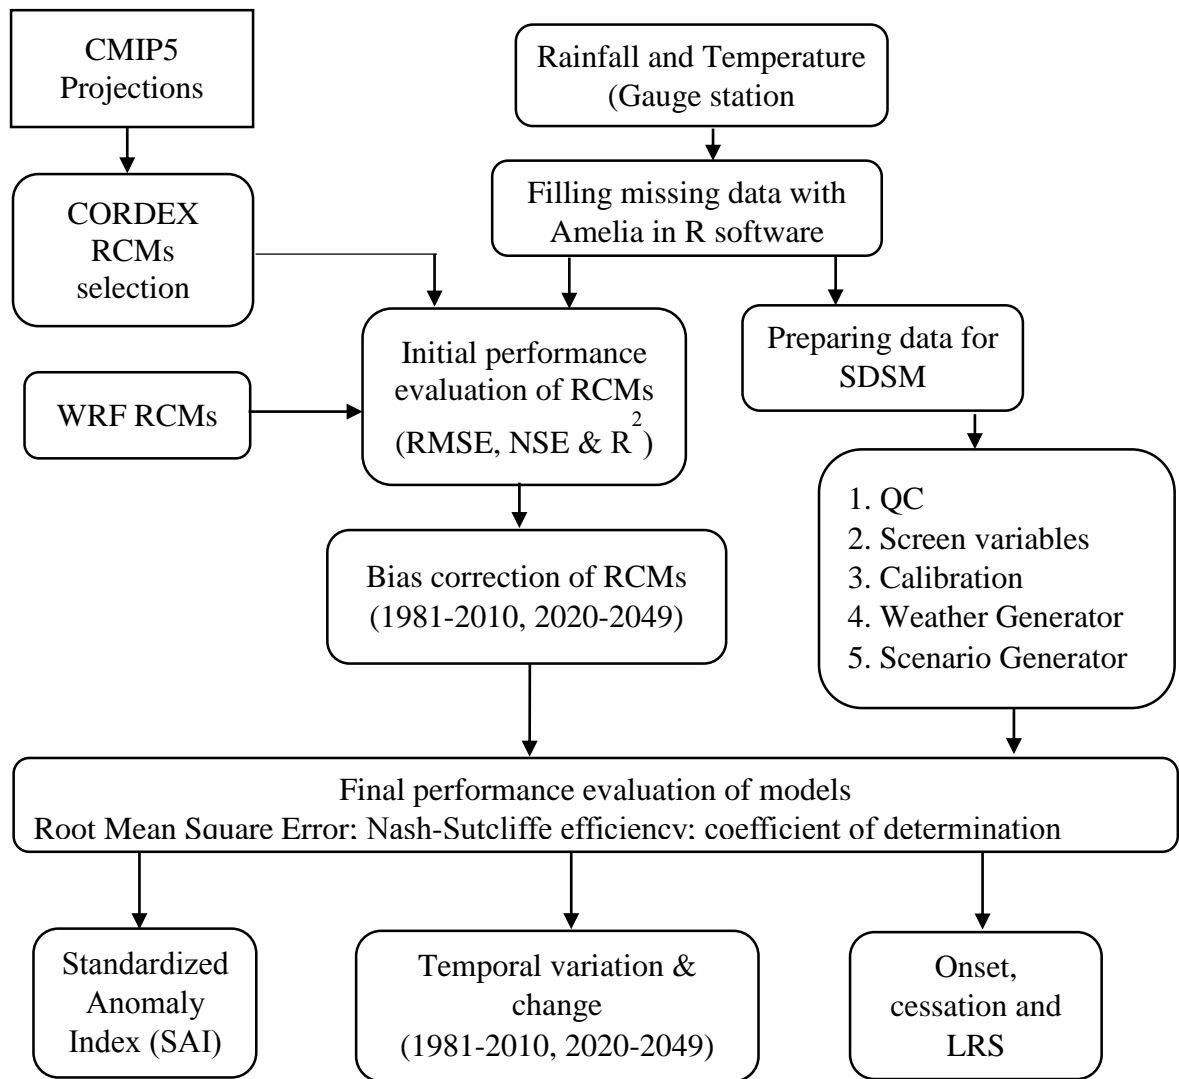 CMIP5
Projections
Rainfall and Temperature
(Gauge station
Filling missing data with
Amelia in R software
CORDEX
RCMs
selection
Preparing data for
SDSM
Initial performance
evaluation of RCMs
(RMSE, NSE & R²)
WRF RCMs
1. QC
2. Screen variables
3. Calibration
4. Weather Generator
5. Scenario Generator
Bias correction of RCMs
(1981-2010, 2020-2049)
Final performance evaluation of models
Root Mean Square Error; Nash-Sutcliffe efficiency; coefficient of determination
Standardized
Anomaly
Index (SAI)
Temporal variation &
change
(1981-2010, 2020-2049)
Onset,
cessation and
LRS